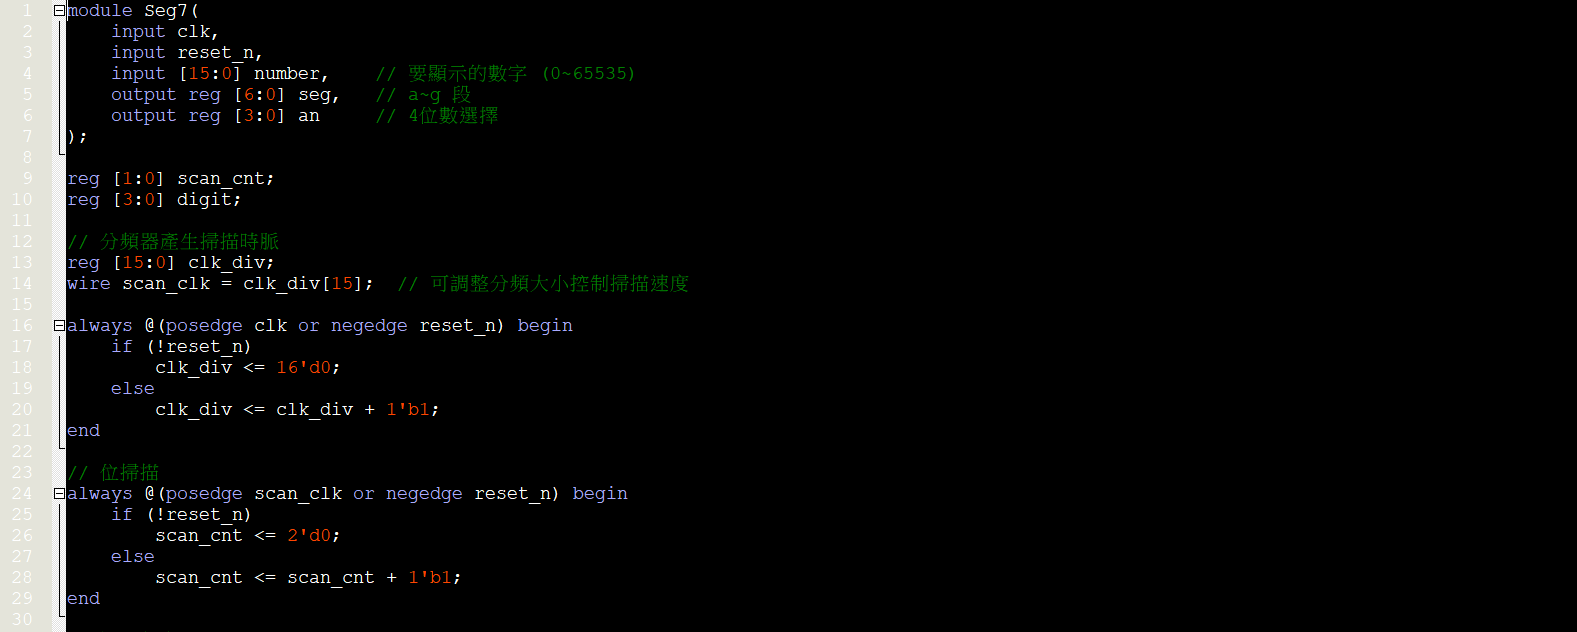 1 module Seg7(
2     input clk,
3     input reset_n,
4     input [15:0] number,    // 要顯示的數字 (0~65535)
5     output reg [6:0] seg,   // a~g 段
6     output reg [3:0] an     // 4位數選擇
7 );
8
9 reg [1:0] scan_cnt;
10 reg [3:0] digit;
11
12 // 分頻器產生掃描時脈
13 reg [15:0] clk_div;
14 wire scan_clk = clk_div[15];  // 可調整分頻大小控制掃描速度
15
16 always @(posedge clk or negedge reset_n) begin
17     if (!reset_n)
18         clk_div <= 16'd0;
19     else
20         clk_div <= clk_div + 1'b1;
21 end
22
23 // 位掃描
24 always @(posedge scan_clk or negedge reset_n) begin
25     if (!reset_n)
26         scan_cnt <= 2'd0;
27     else
28         scan_cnt <= scan_cnt + 1'b1;
29 end
30